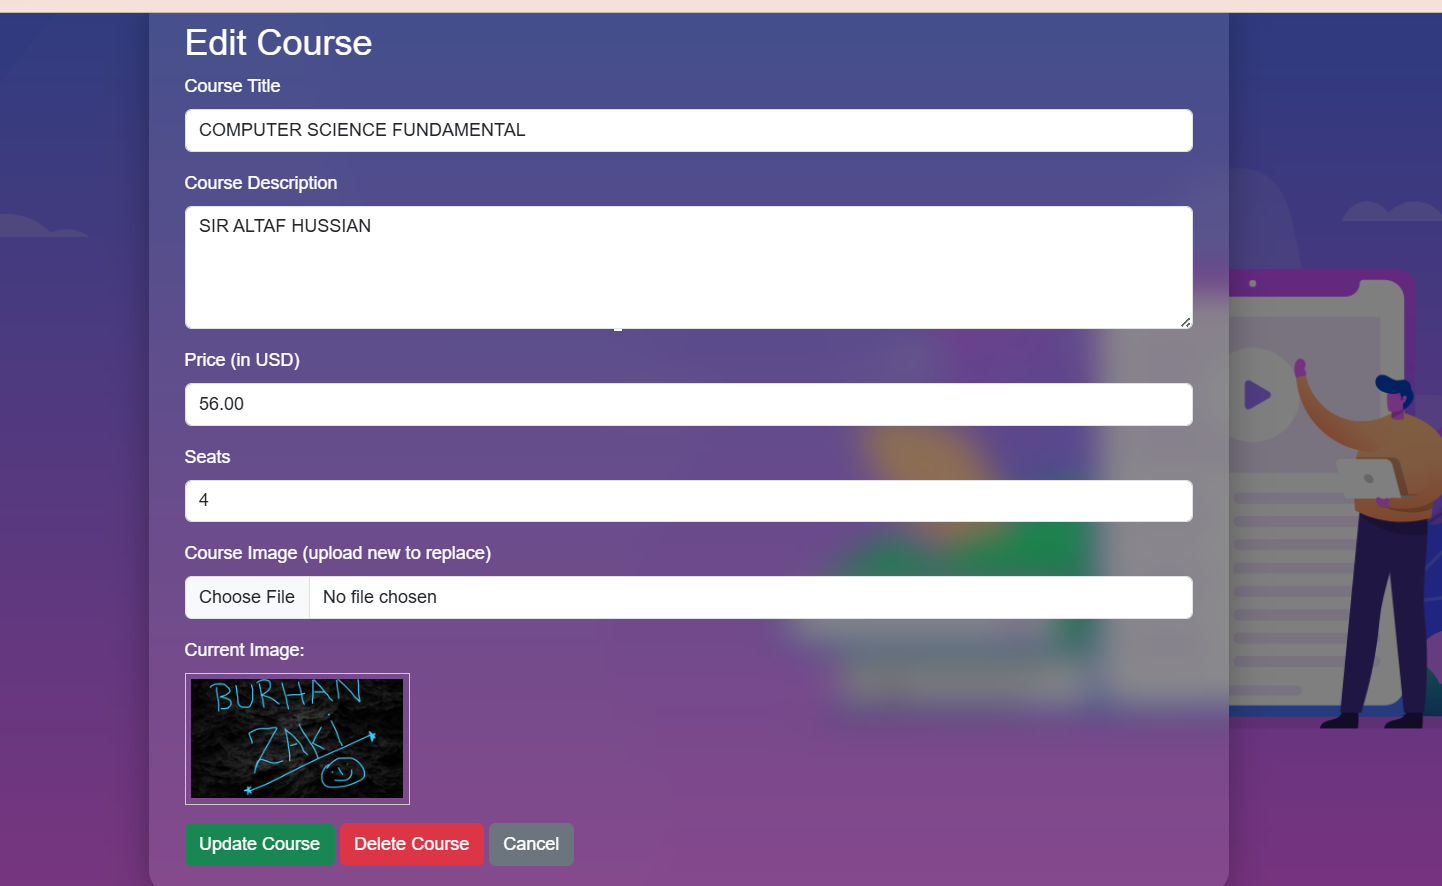 Edit Course
Course Title
COMPUTER SCIENCE FUNDAMENTAL
Course Description
SIR ALTAF HUSSIAN
Price (in USD)
56.00
Seats
4
Course Image (upload new to replace)
Choose File No file chosen
Current Image:
BURHAN
ZAKi
Update Course Delete Course Cancel